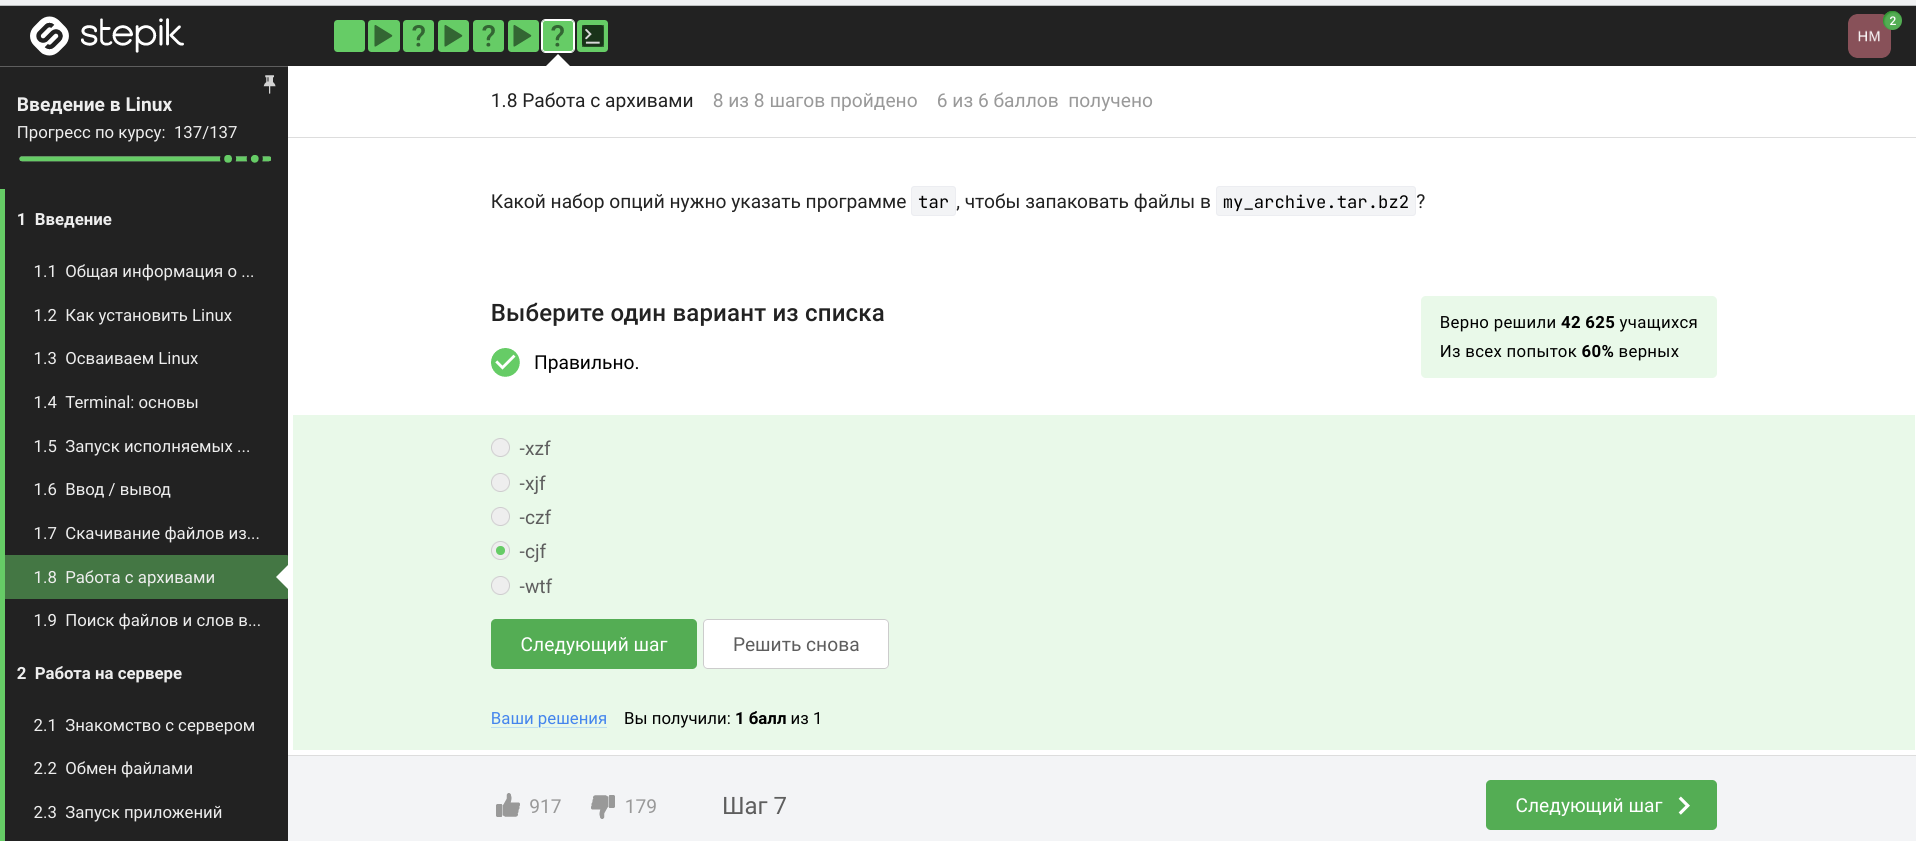 stepik
? ? ?
НМ
2
Введение в Linux
Прогресс по курсу: 137/137
1 Введение
1.1 Общая информация о ...
1.2 Как установить Linux
1.3 Осваиваем Linux
1.4 Terminal: основы
1.5 Запуск исполняемых ...
1.6 Ввод / вывод
1.7 Скачивание файлов из...
1.8 Работа с архивами
1.9 Поиск файлов и слов в...
2 Работа на сервере
2.1 Знакомство с сервером
2.2 Обмен файлами
2.3 Запуск приложений
1.8 Работа с архивами 8 из 8 шагов пройдено 6 из 6 баллов получено
Какой набор опций нужно указать программе tar, чтобы запаковать файлы в my_archive.tar.bz2?
Выберите один вариант из списка
Правильно.
Верно решили 42 625 учащихся
Из всех попыток 60% верных
-xzf
-xjf
-czf
-cjf
-wtf
Следующий шаг
Решить снова
Ваши решения Вы получили: 1 балл из 1
917 179 Шаг 7
Следующий шаг